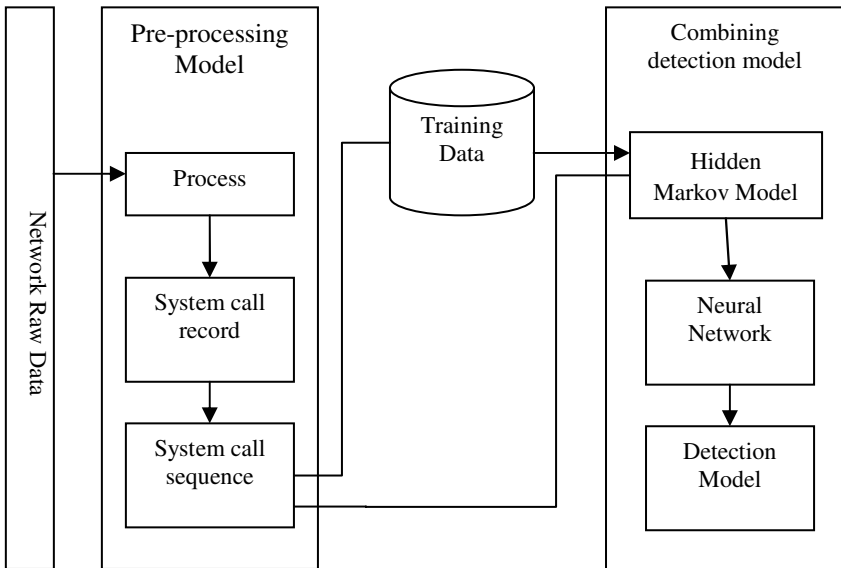 Network Raw Data
Pre-processing
Model
Process
System call
record
System call
sequence
Training
Data
Combining
detection model
Hidden
Markov Model
Neural
Network
Detection
Model